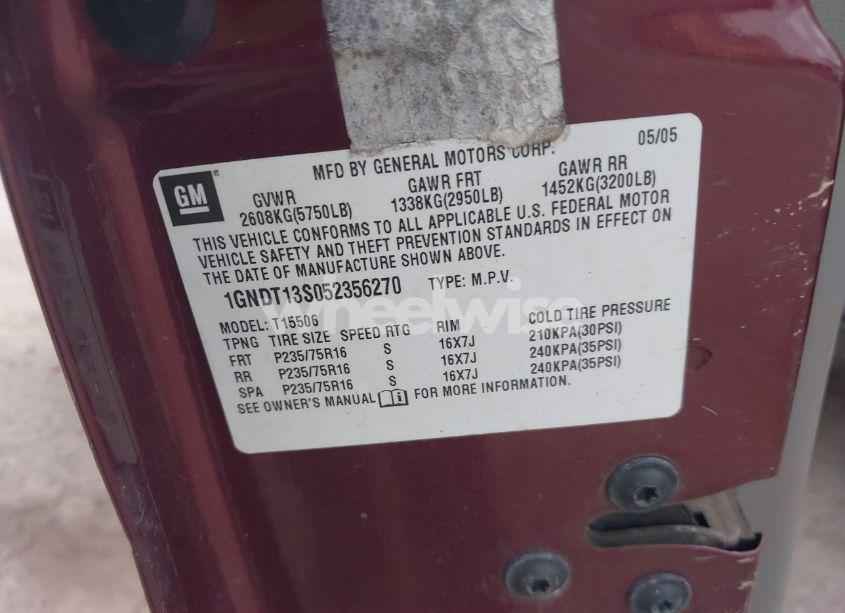 MFD BY GENERAL MOTORS CORP. 05/05
GM
GVWR GAWR FRT GAWR RR
2608KG(5750LB) 1338KG(2950LB) 1452KG(3200LB)
THIS VEHICLE CONFORMS TO ALL APPLICABLE U.S. FEDERAL MOTOR
VEHICLE SAFETY AND THEFT PREVENTION STANDARDS IN EFFECT ON
THE DATE OF MANUFACTURE SHOWN ABOVE.
1GNDT13S052356270 TYPE: M.P.V.
wheelwise
MODEL: T15506
TPNG TIRE SIZE SPEED RTG RIM COLD TIRE PRESSURE
FRT P235/75R16 S 16X7J 210KPA(30PSI)
RR P235/75R16 S 16X7J 240KPA(35PSI)
SPA P235/75R16 S 16X7J 240KPA(35PSI)
SEE OWNER'S MANUAL FOR MORE INFORMATION.